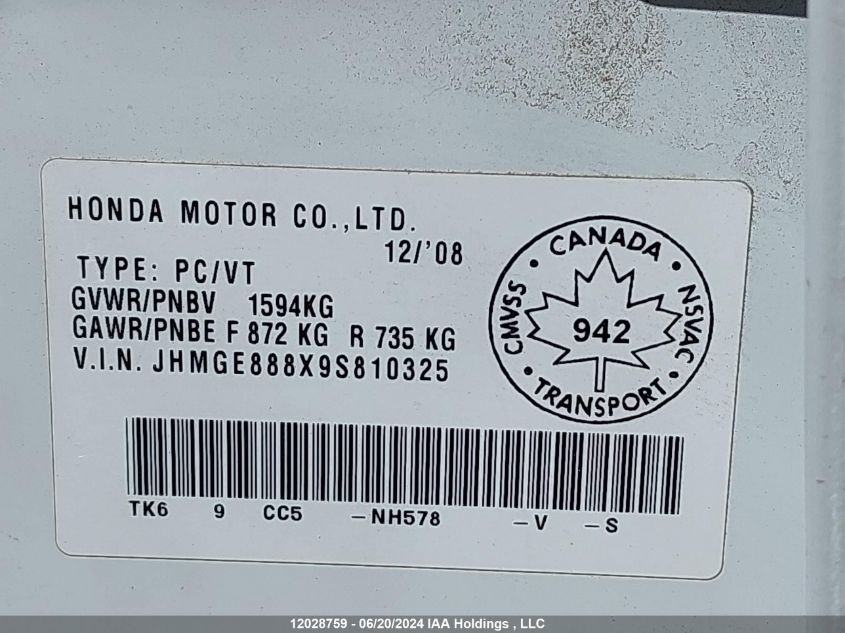 HONDA MOTOR CO.,LTD.
12/'08
TYPE: PC/VT
GVWR/PNBV 1594KG
GAWR/PNBE F 872 KG R 735 KG
V.I.N. JHMGE888X9S810325
CANADA
CMVSS
NSVAC
942
TRANSPORT
TK6 9 CC5 -NH578 -V -S
12028759 - 06/20/2024 IAA Holdings , LLC